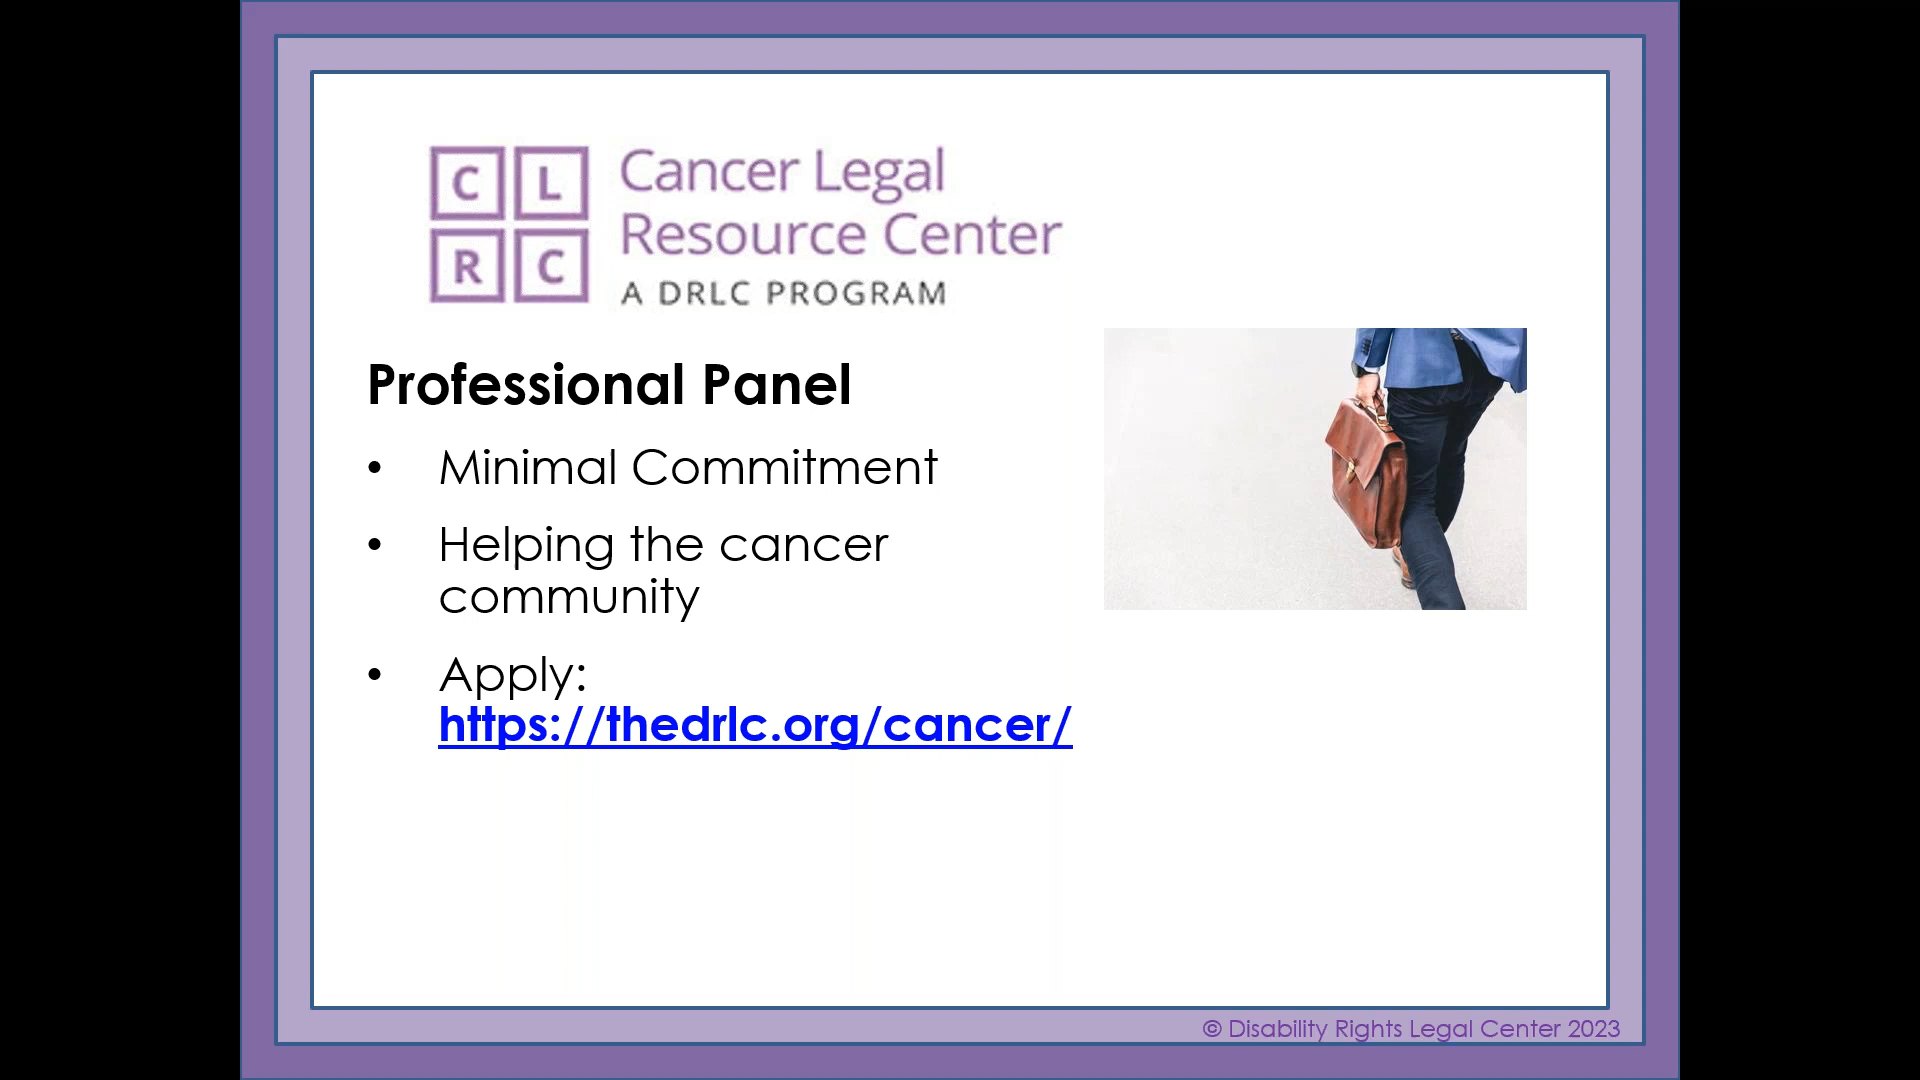 C L
R C
Cancer Legal
Resource Center
A DRLC PROGRAM
Professional Panel
• Minimal Commitment
• Helping the cancer
community
• Apply:
https://thedrlc.org/cancer/
© Disability Rights Legal Center 2023